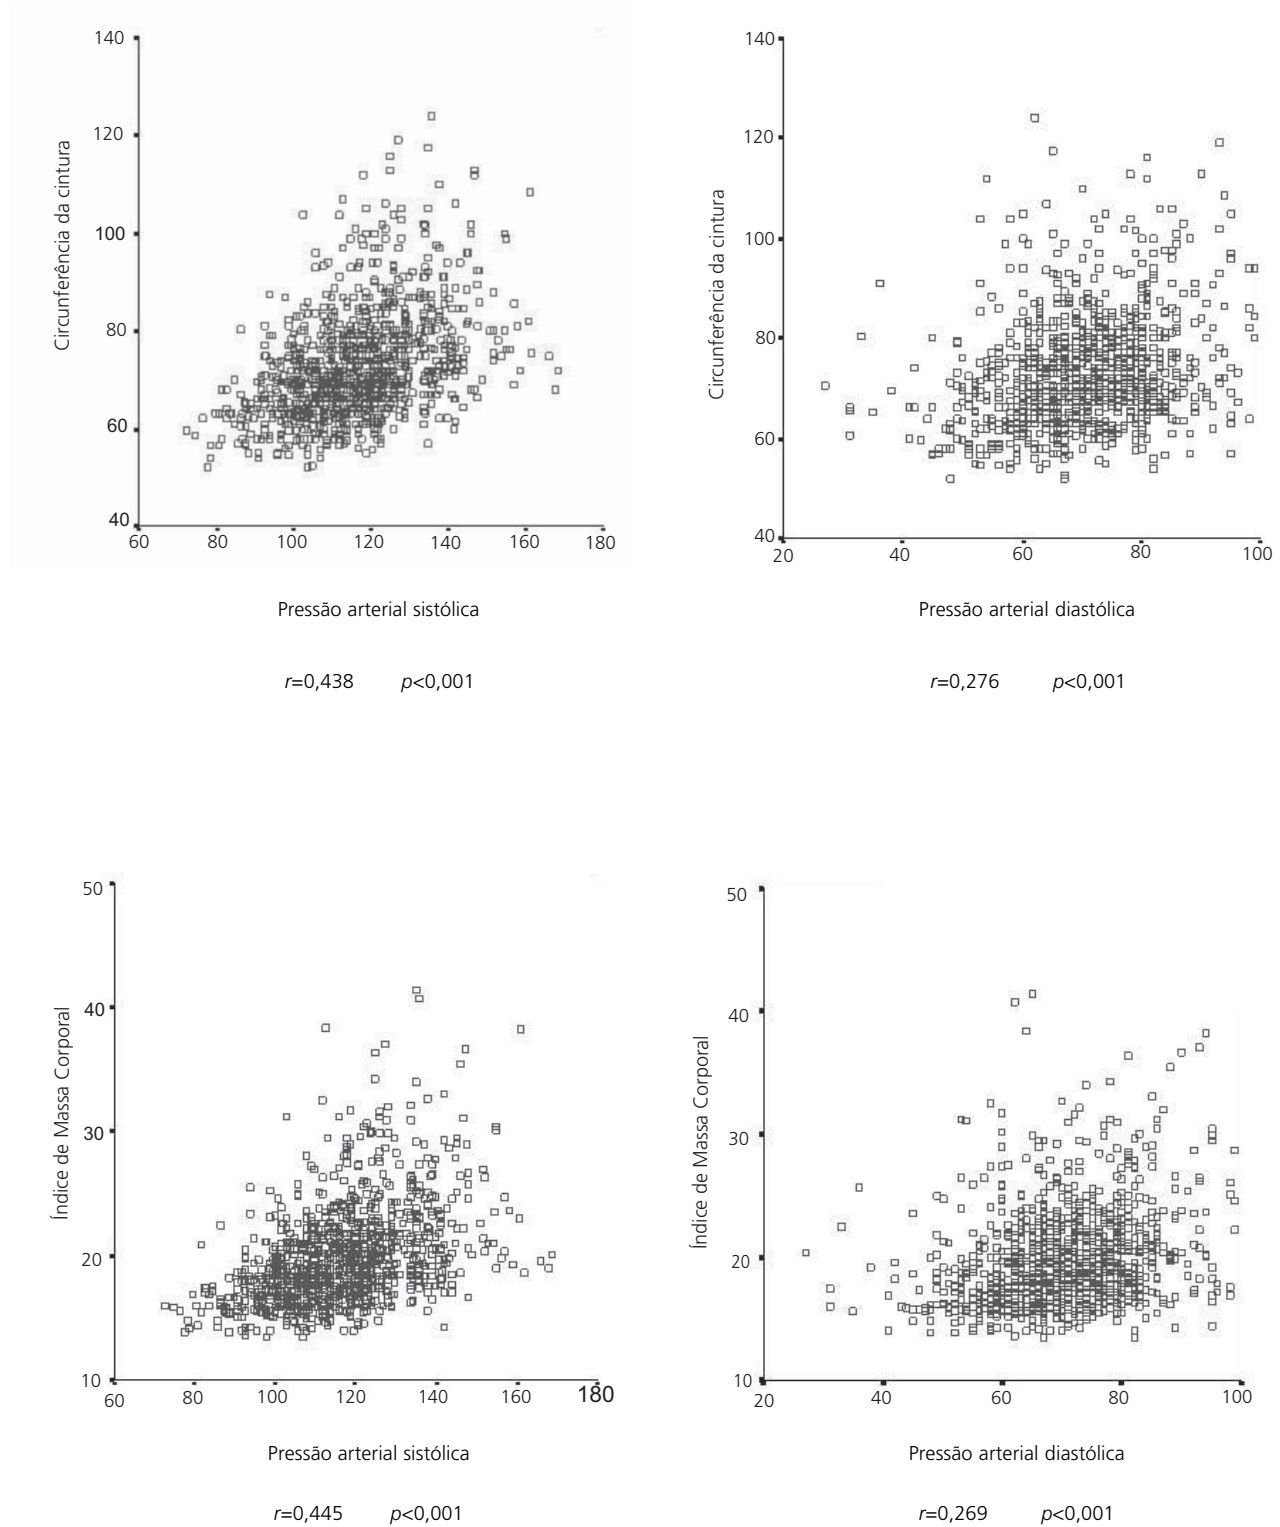 140
120
100
80
60
40
Circunferência da cintura
60 80 100 120 140 160 180
Pressão arterial sistólica
r=0,438 p<0,001
140
120
100
80
60
40
Circunferência da cintura
20 40 60 80 100
Pressão arterial diastólica
r=0,276 p<0,001
50
40
30
20
10
Índice de Massa Corporal
60 80 100 120 140 160 180
Pressão arterial sistólica
r=0,445 p<0,001
50
40
30
20
10
Índice de Massa Corporal
20 40 60 80 100
Pressão arterial diastólica
r=0,269 p<0,001